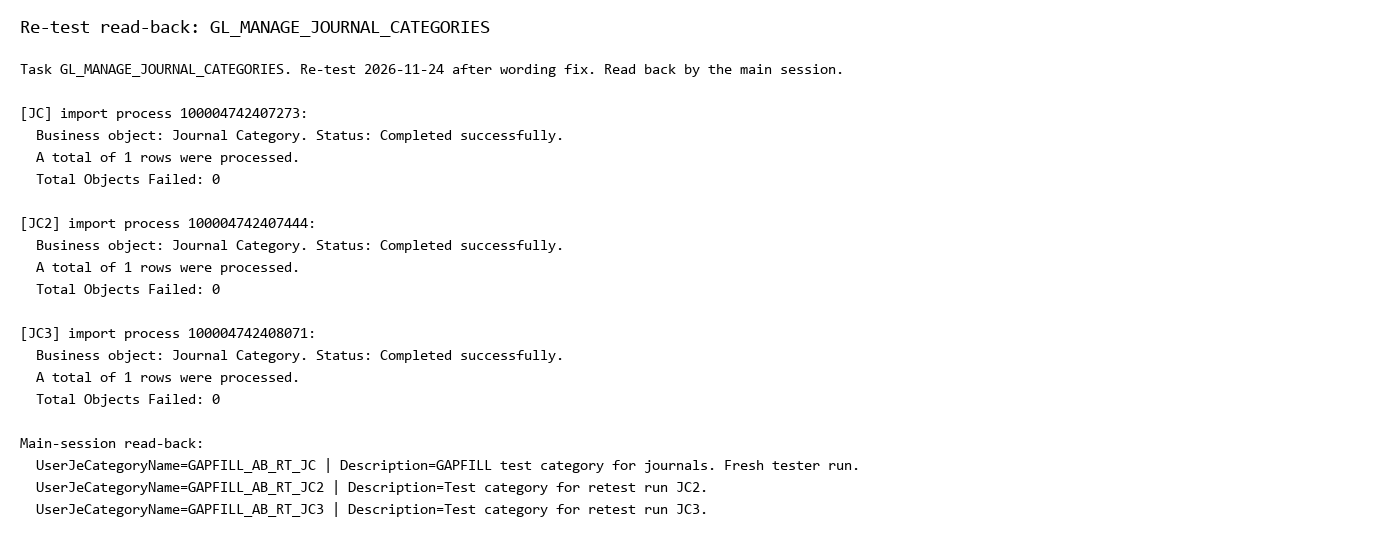 Re-test read-back: GL_MANAGE_JOURNAL_CATEGORIES
Task GL_MANAGE_JOURNAL_CATEGORIES. Re-test 2026-11-24 after wording fix. Read back by the main session.
[JC] import process 100004742407273:
Business object: Journal Category. Status: Completed successfully.
A total of 1 rows were processed.
Total Objects Failed: 0
[JC2] import process 100004742407444:
Business object: Journal Category. Status: Completed successfully.
A total of 1 rows were processed.
Total Objects Failed: 0
[JC3] import process 100004742408071:
Business object: Journal Category. Status: Completed successfully.
A total of 1 rows were processed.
Total Objects Failed: 0
Main-session read-back:
UserJeCategoryName=GAPFILL_AB_RT_JC | Description=GAPFILL test category for journals. Fresh tester run.
UserJeCategoryName=GAPFILL_AB_RT_JC2 | Description=Test category for retest run JC2.
UserJeCategoryName=GAPFILL_AB_RT_JC3 | Description=Test category for retest run JC3.